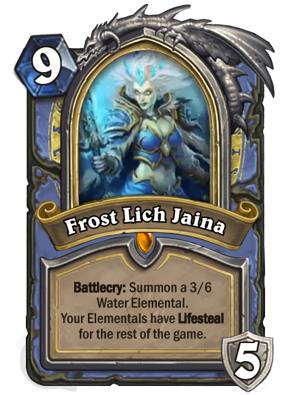 9
Frost Lich Jaina
Battlecry: Summon a 3/6
Water Elemental.
Your Elementals have Lifesteal
for the rest of the game.
5